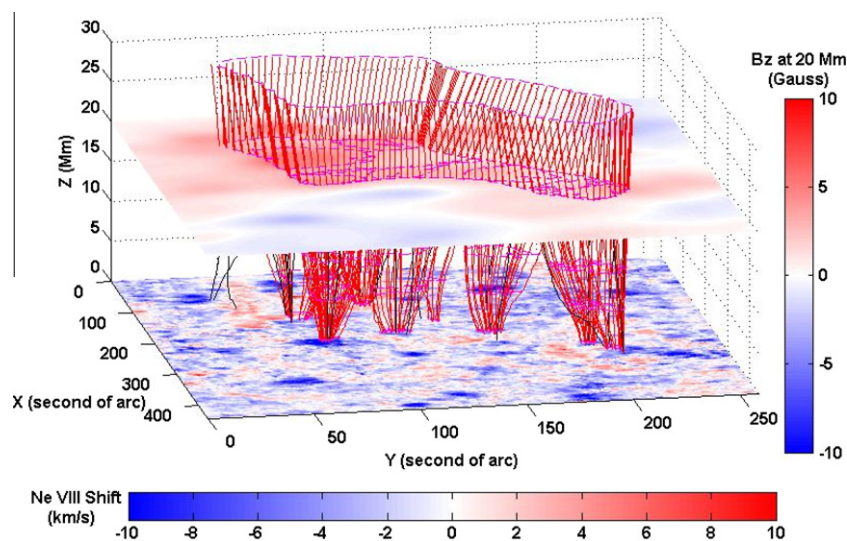 30
25
20
15
10
5
0
Z (Mm)
0
100
200
300
400
X (second of arc)
0
50
100
150
200
250
Y (second of arc)
Bz at 20 Mm
(Gauss)
10
5
0
-5
-10
Ne VIII Shift
(km/s)
-10 -8 -6 -4 -2 0 2 4 6 8 10